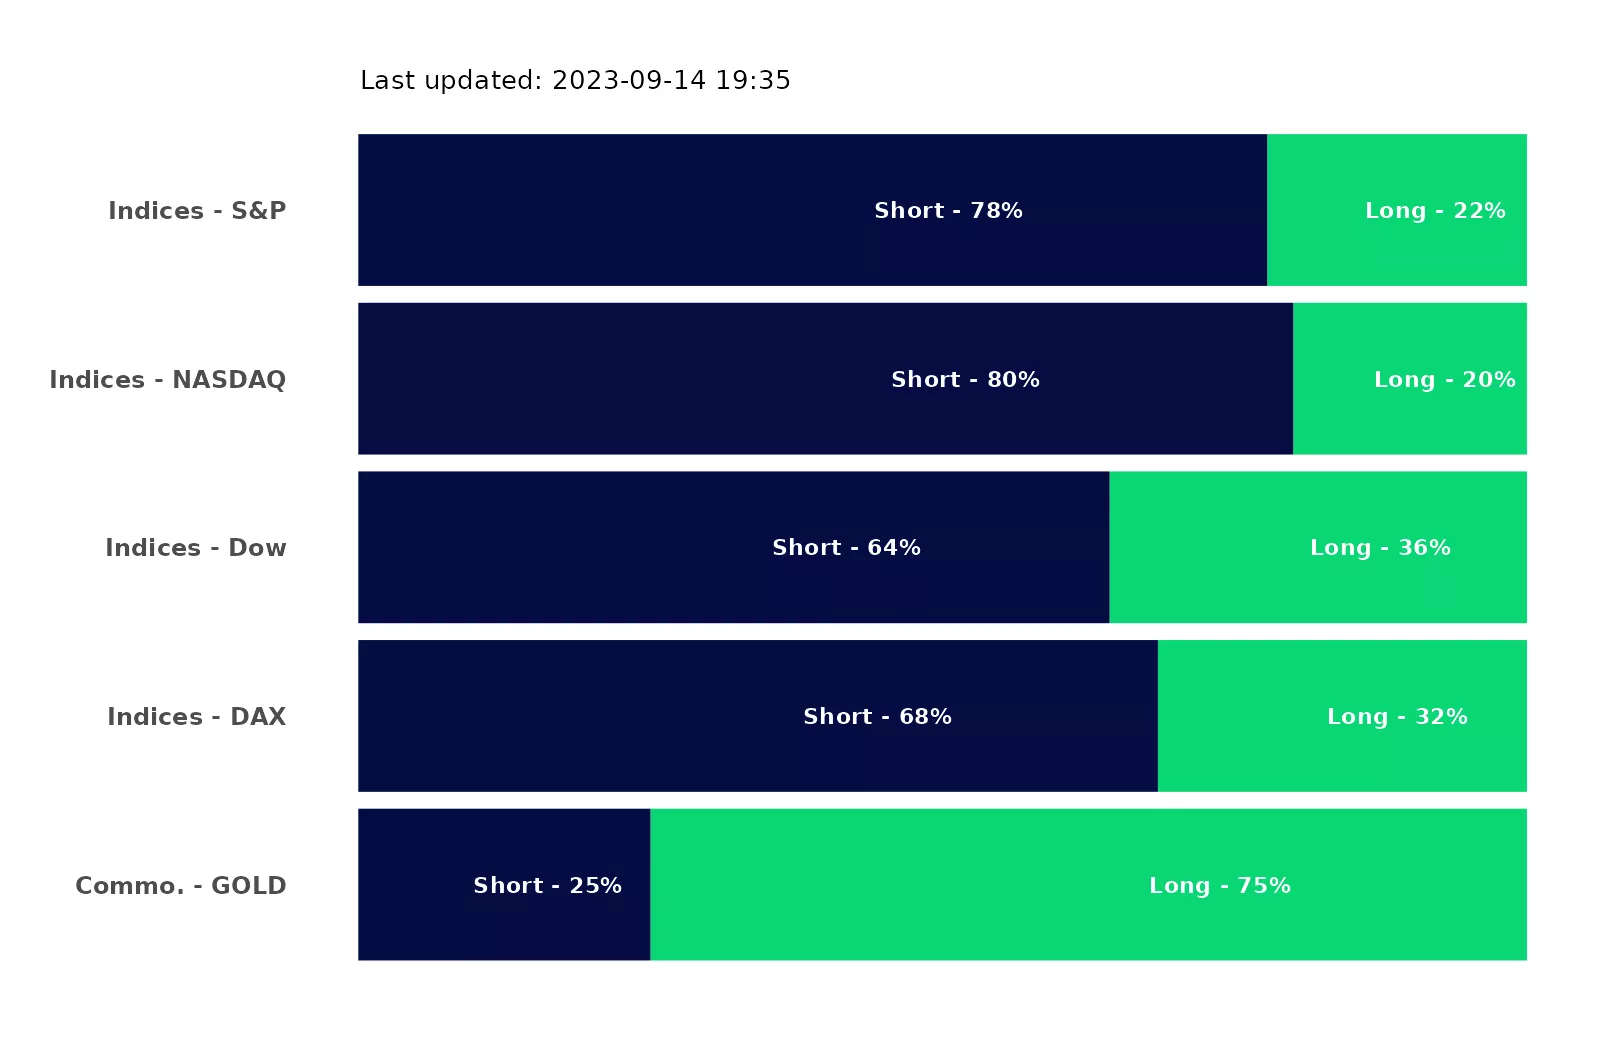 Last updated: 2023-09-14 19:35
Indices - S&P
Short - 78%
Long - 22%
Indices - NASDAQ
Short - 80%
Long - 20%
Indices - Dow
Short - 64%
Long - 36%
Indices - DAX
Short - 68%
Long - 32%
Commo. - GOLD
Short - 25%
Long - 75%